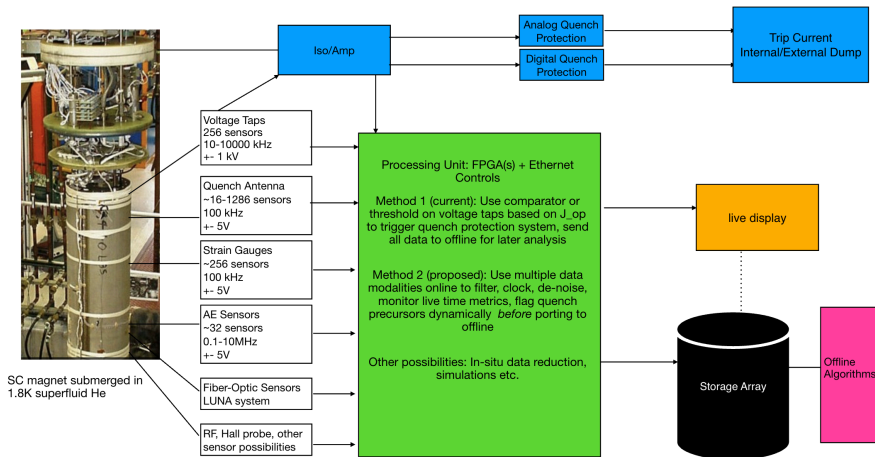 Iso/Amp
Analog Quench
Protection
Digital Quench
Protection
Trip Current
Internal/External Dump
Voltage Taps
256 sensors
10-10000 kHz
+- 1 kV
Quench Antenna
~16-1286 sensors
100 kHz
+- 5V
Strain Gauges
~256 sensors
100 kHz
+- 5V
AE Sensors
~32 sensors
0.1-10MHz
+- 5V
Fiber-Optic Sensors
LUNA system
RF, Hall probe, other
sensor possibilities
SC magnet submerged in
1.8K superfluid He
Processing Unit: FPGA(s) + Ethernet
Controls
Method 1 (current): Use comparator or
threshold on voltage taps based on J_op
to trigger quench protection system, send
all data to offline for later analysis
Method 2 (proposed): Use multiple data
modalities online to filter, clock, de-noise,
monitor live time metrics, flag quench
precursors dynamically before porting to
offline
Other possibilities: In-situ data reduction,
simulations etc.
live display
Storage Array
Offline
Algorithms